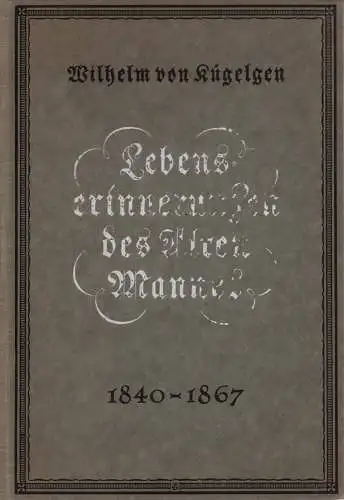 Wilhelm von Kügelgen
Lebens-
erinnerungen
des Alten
Mannes
1840-1867